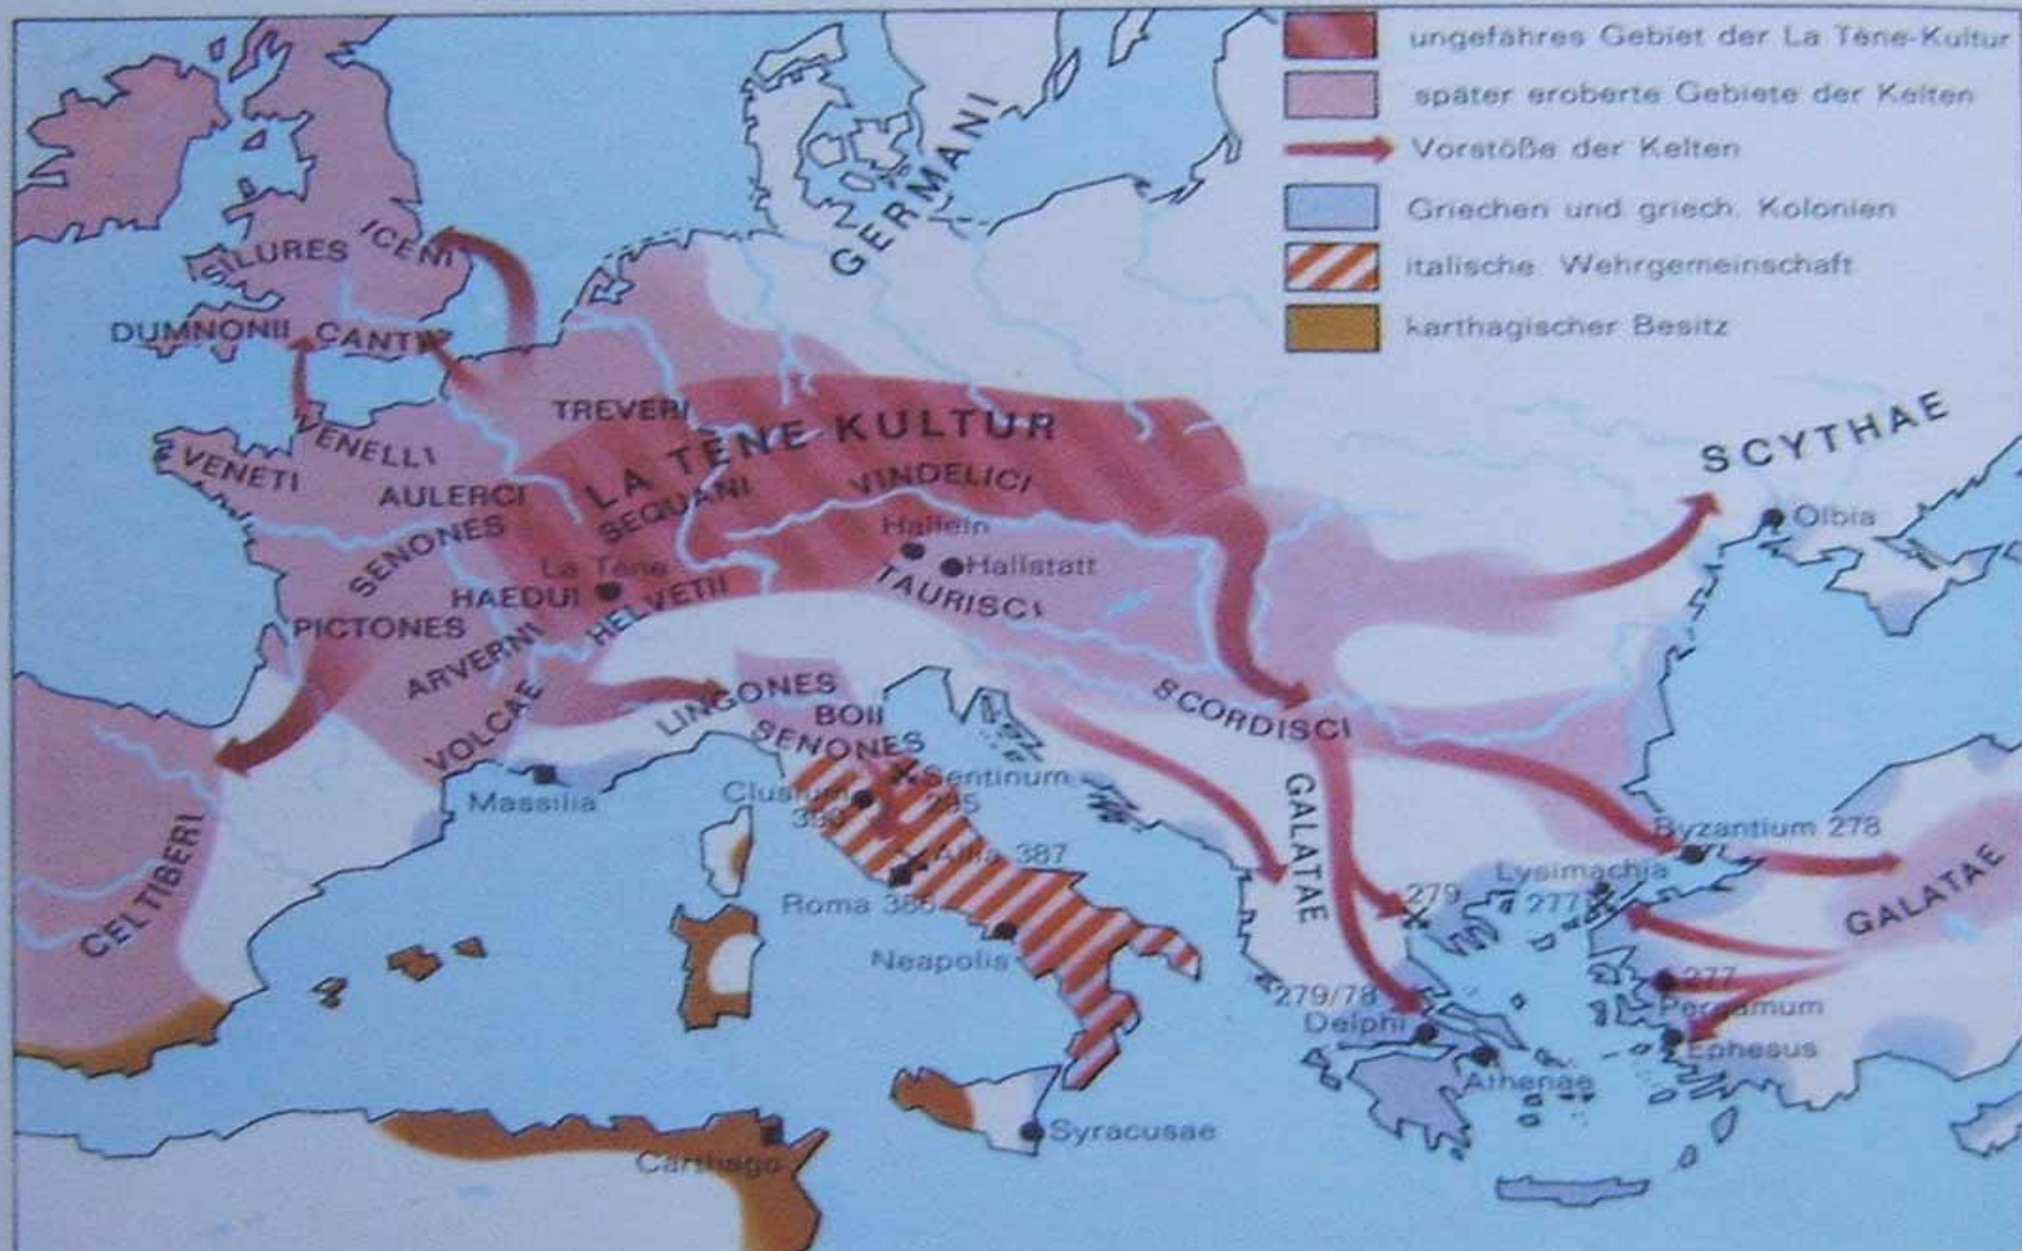 ungefähres Gebiet der La Tène-Kultur
später eroberte Gebiete der Kelten
Vorstöße der Kelten
Griechen und griech. Kolonien
italische Wehrgemeinschaft
karthagischer Besitz
GERMANI
ICENI
SILURES
DUMNONII
CANTII
TREVERI
LA TÈNE-KULTUR
VENELLI
VENETI
AULERCI
SEQUANI
VINDELICI
SCYTHAE
Olbia
SENONES
Hallein
Hallstatt
La Tène
HAEDUI
HELVETII
TAURISCI
PICTONES
ARVERNI
VOLCAE
LINGONES
BOII
SENONES
SCORDISCI
Sentinum
295
Massilia
Clusium
GALATAE
Byzantium 278
CELTIBERI
Allia 387
Lysimachia
277
GALATAE
Roma 386
279
Neapolis
277
Pergamum
279/78
Delphi
Ephesus
Athenae
Syracusae
Carthago